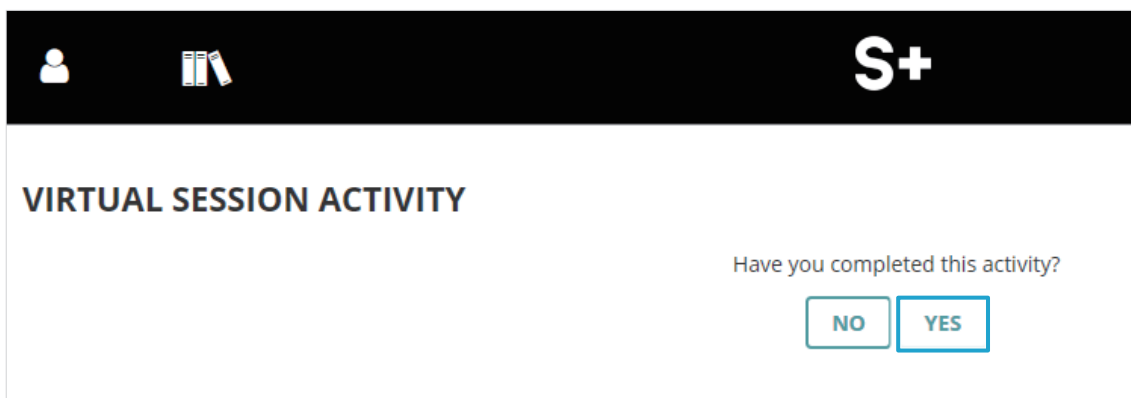 S+
VIRTUAL SESSION ACTIVITY
Have you completed this activity?
NO YES